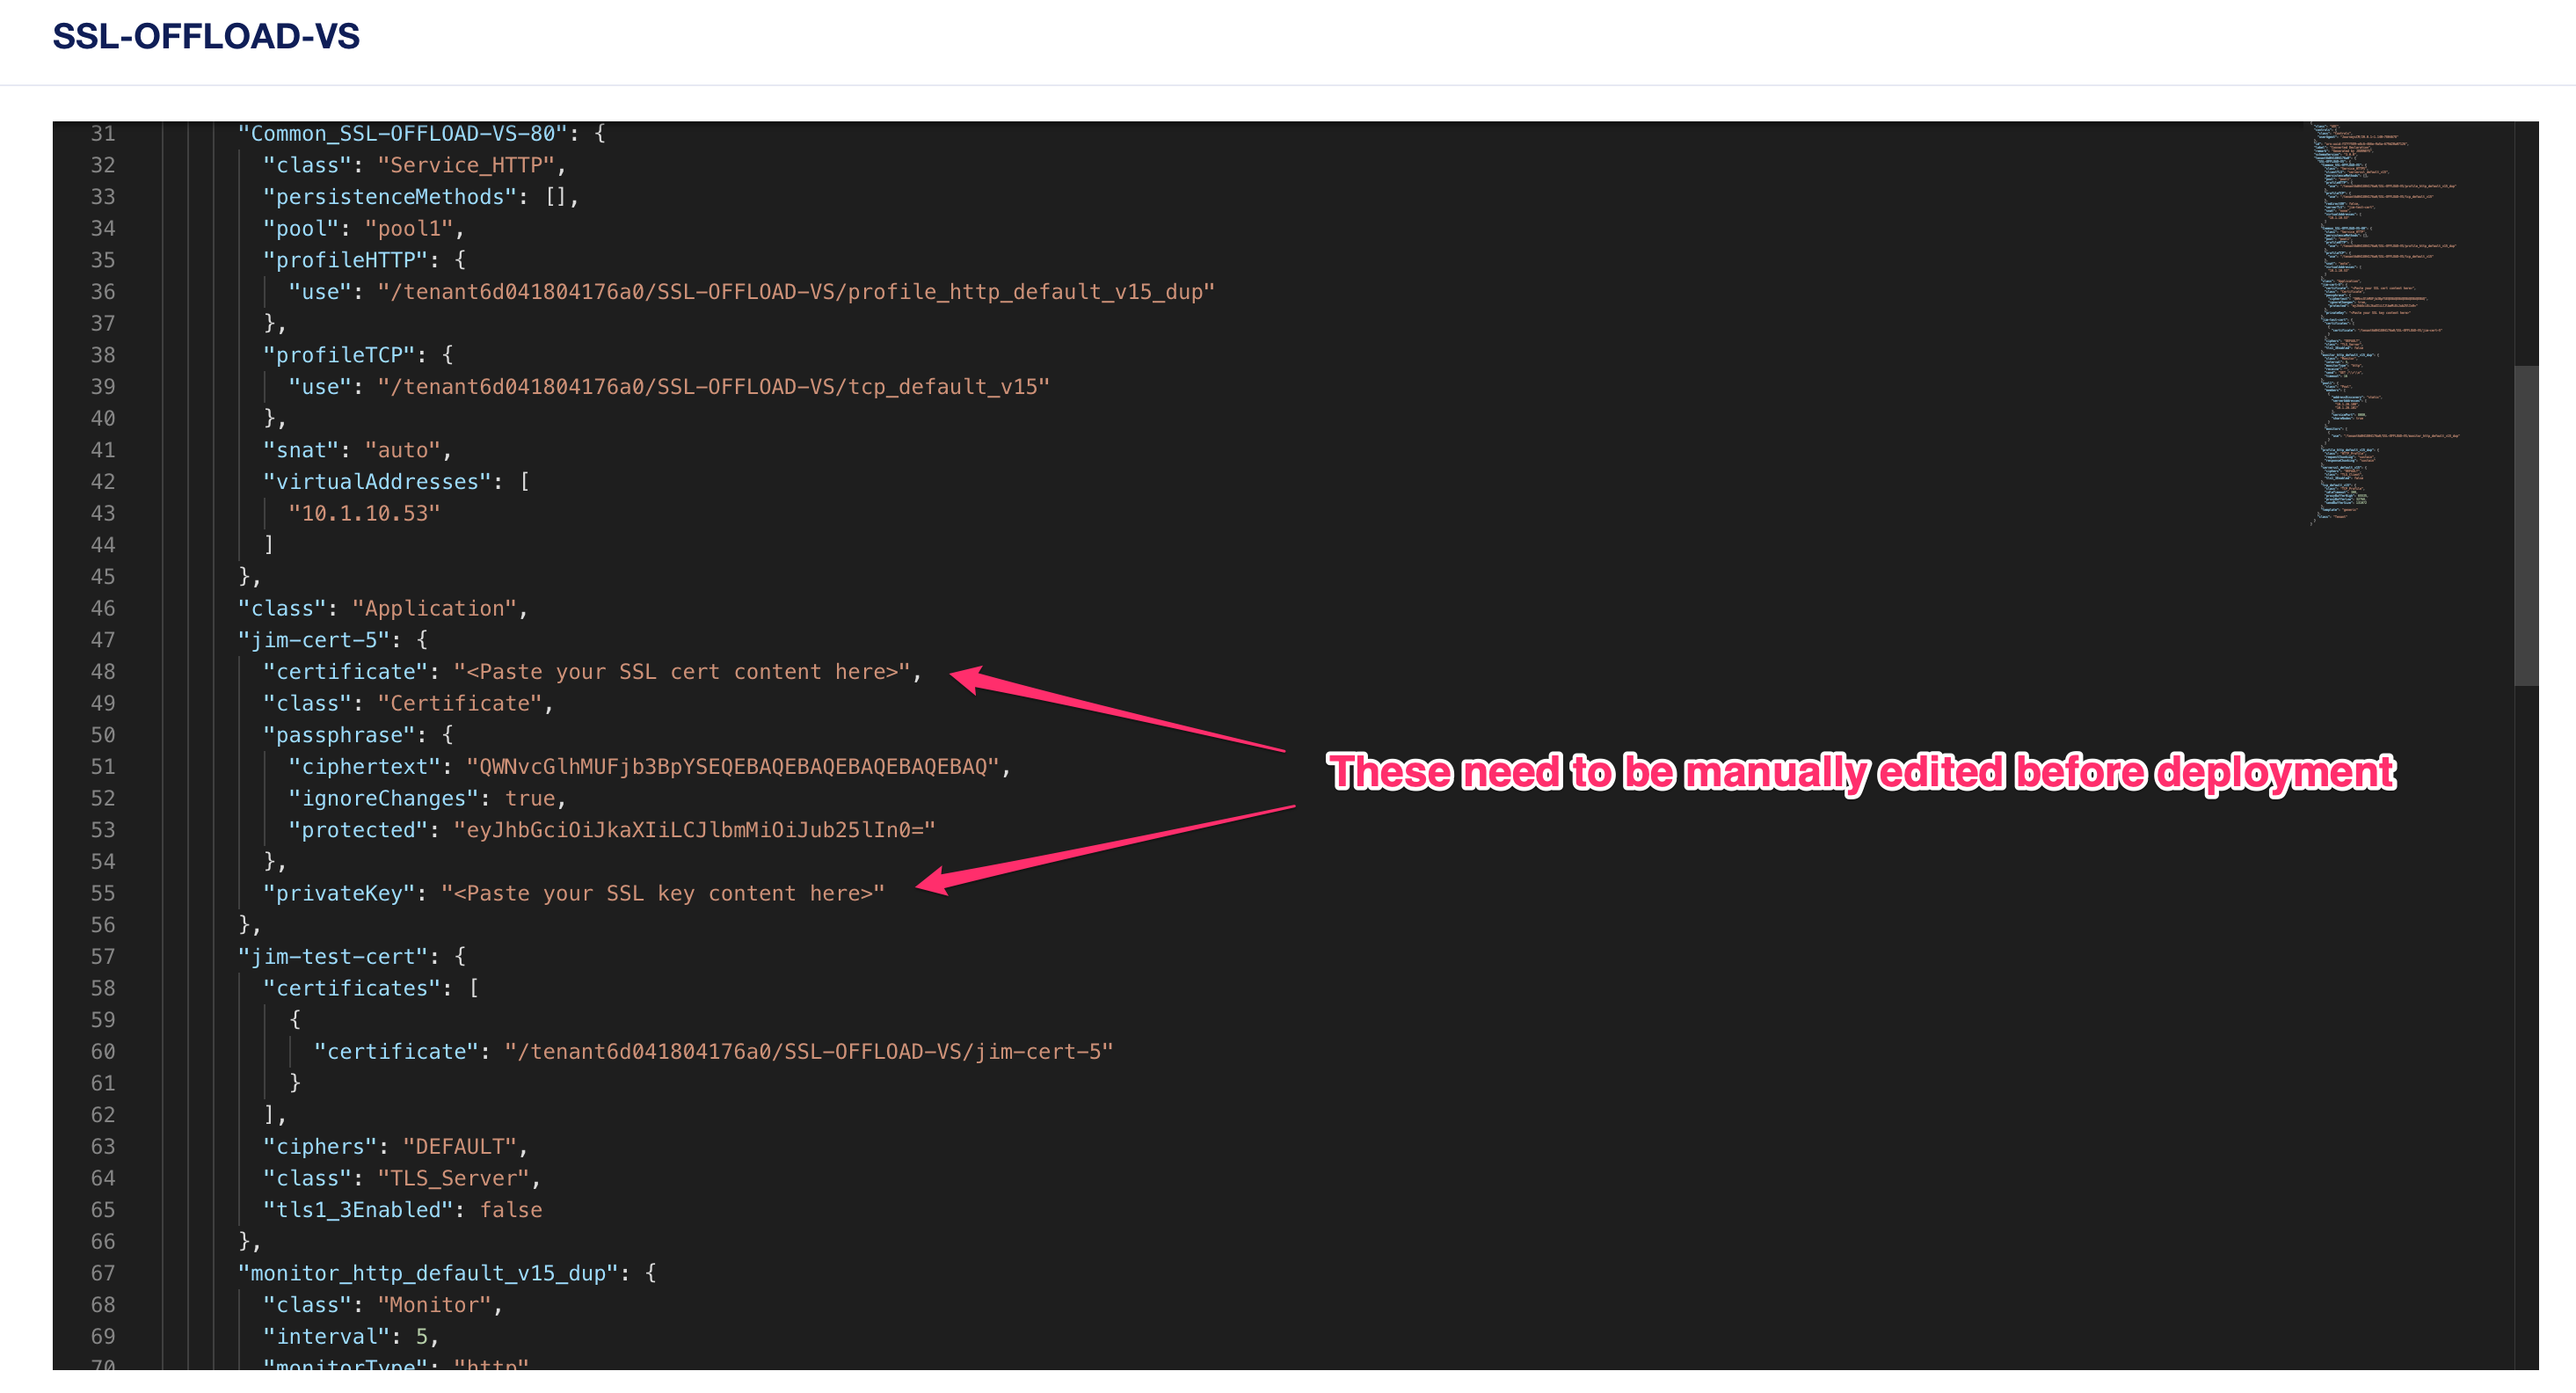 SSL-OFFLOAD-VS
31 "Common_SSL-OFFLOAD-VS-80": {
32 "class": "Service_HTTP",
33 "persistenceMethods": [],
34 "pool": "pool1",
35 "profileHTTP": {
36 "use": "/tenant6d041804176a0/SSL-OFFLOAD-VS/profile_http_default_v15_dup"
37 },
38 "profileTCP": {
39 "use": "/tenant6d041804176a0/SSL-OFFLOAD-VS/tcp_default_v15"
40 },
41 "snat": "auto",
42 "virtualAddresses": [
43 "10.1.10.53"
44 ]
45 },
46 "class": "Application",
47 "jim-cert-5": {
48 "certificate": "<Paste your SSL cert content here>",
49 "class": "Certificate",
50 "passphrase": {
51 "ciphertext": "QWNvcGlhMUFjb3BpYSEQEBAQEBAQEBAQEBAQEBAQ",
52 "ignoreChanges": true,
53 "protected": "eyJhbGciOiJkaXIiLCJlbmMiOiJub25lIn0="
54 },
55 "privateKey": "<Paste your SSL key content here>"
56 },
57 "jim-test-cert": {
58 "certificates": [
59 {
60 "certificate": "/tenant6d041804176a0/SSL-OFFLOAD-VS/jim-cert-5"
61 }
62 ],
63 "ciphers": "DEFAULT",
64 "class": "TLS_Server",
65 "tls1_3Enabled": false
66 },
67 "monitor_http_default_v15_dup": {
68 "class": "Monitor",
69 "interval": 5,
70 "monitorType": "http"
These need to be manually edited before deployment